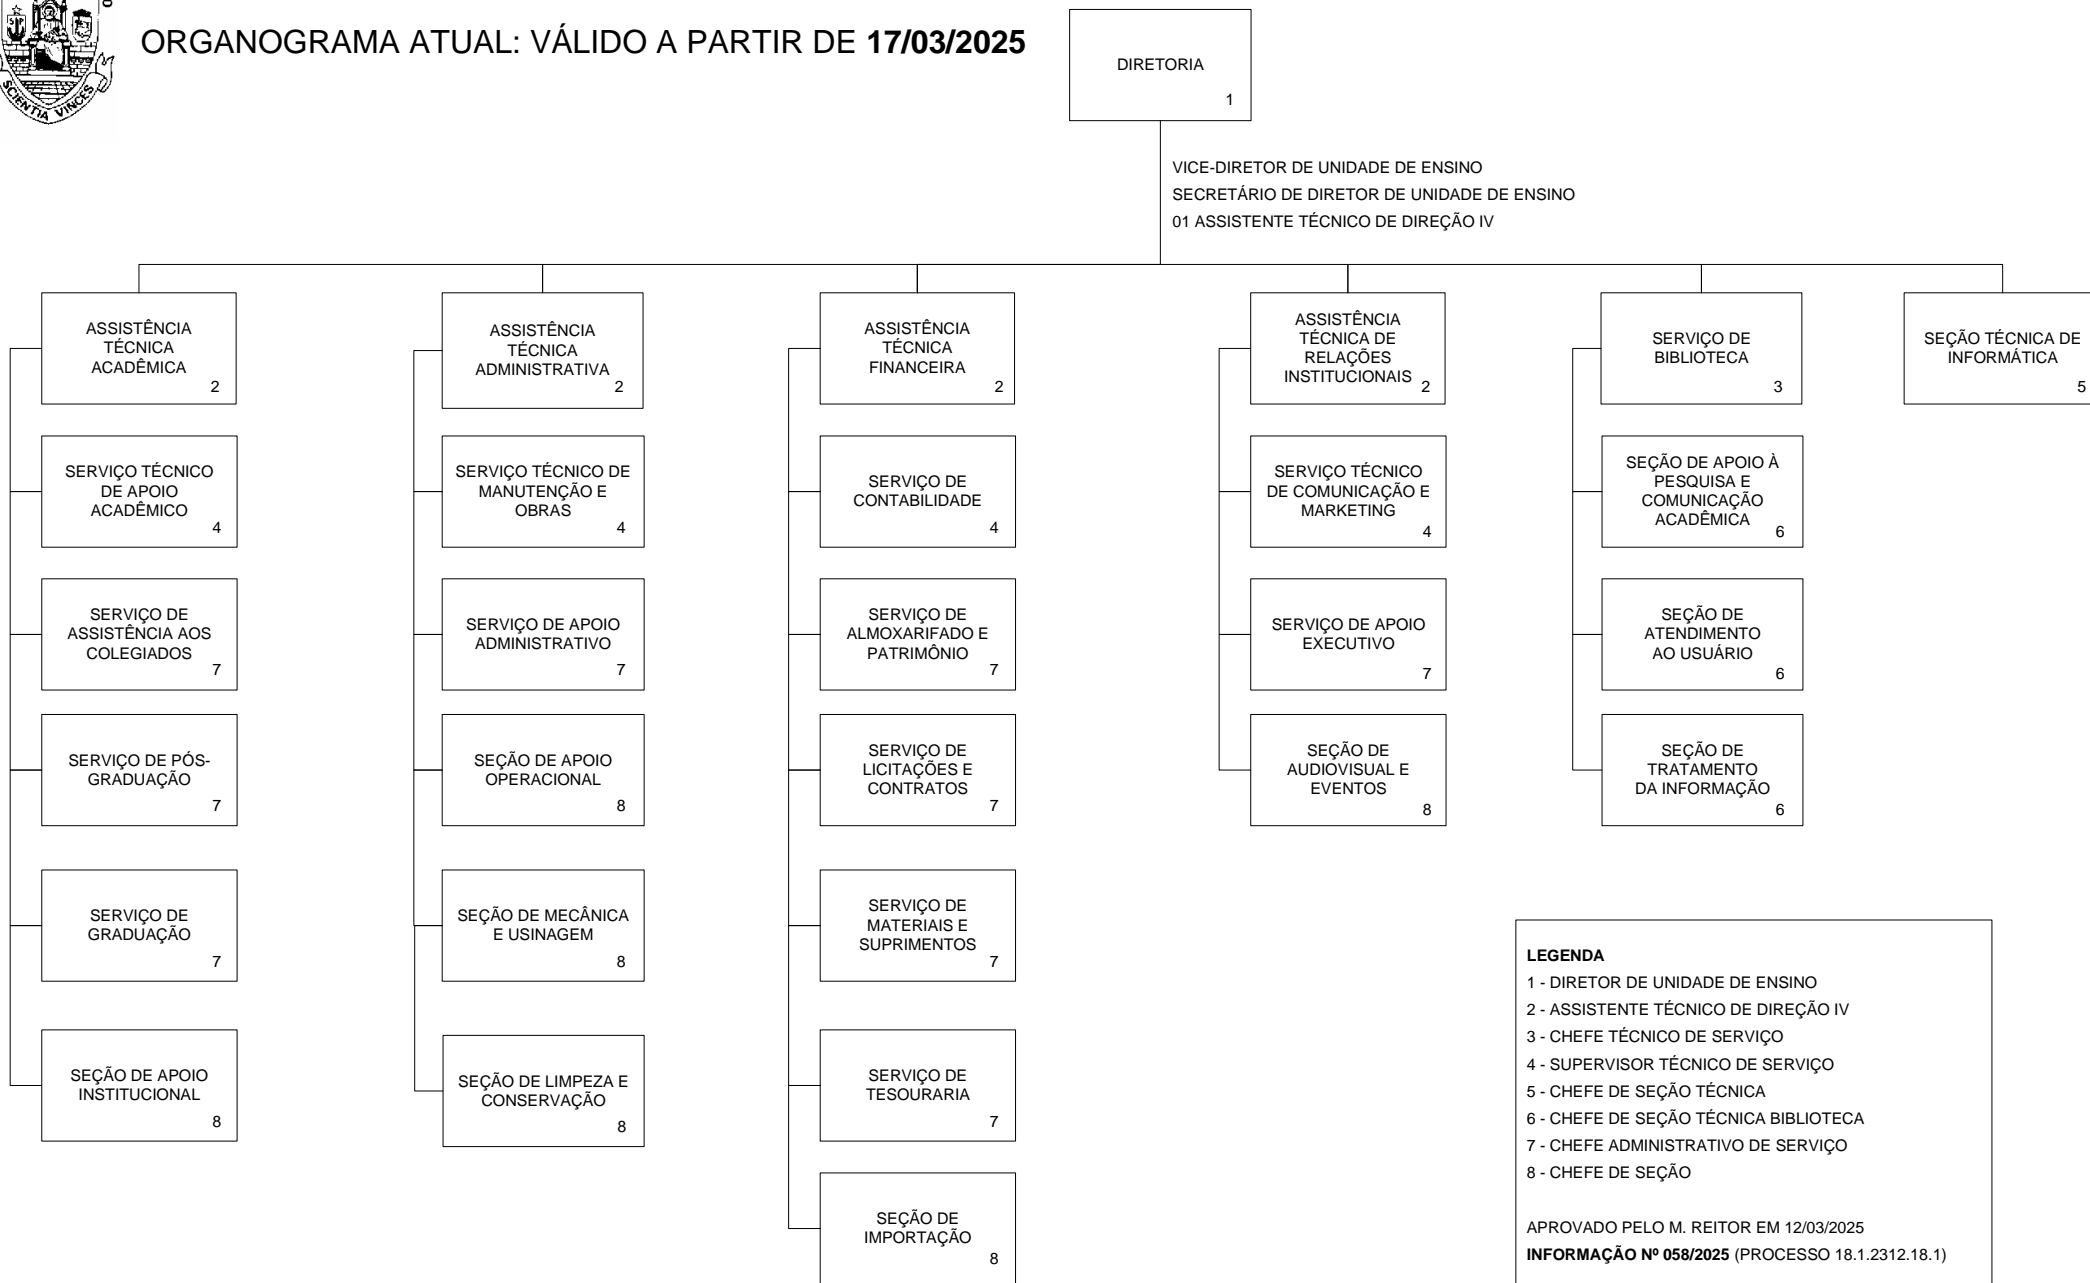 SCIENTIA VINCES
ORGANOGRAMA ATUAL: VÁLIDO A PARTIR DE 17/03/2025
DIRETORIA
1
VICE-DIRETOR DE UNIDADE DE ENSINO
SECRETÁRIO DE DIRETOR DE UNIDADE DE ENSINO
01 ASSISTENTE TÉCNICO DE DIREÇÃO IV
ASSISTÊNCIA
TÉCNICA
ACADÊMICA
2
SERVIÇO TÉCNICO
DE APOIO
ACADÊMICO
4
SERVIÇO DE
ASSISTÊNCIA AOS
COLEGIADOS
7
SERVIÇO DE PÓS-
GRADUAÇÃO
7
SERVIÇO DE
GRADUAÇÃO
7
SEÇÃO DE APOIO
INSTITUCIONAL
8
ASSISTÊNCIA
TÉCNICA
ADMINISTRATIVA
2
SERVIÇO TÉCNICO DE
MANUTENÇÃO E
OBRAS
4
SERVIÇO DE APOIO
ADMINISTRATIVO
7
SEÇÃO DE APOIO
OPERACIONAL
8
SEÇÃO DE MECÂNICA
E USINAGEM
8
SEÇÃO DE LIMPEZA E
CONSERVAÇÃO
8
ASSISTÊNCIA
TÉCNICA
FINANCEIRA
2
SERVIÇO DE
CONTABILIDADE
4
SERVIÇO DE
ALMOXARIFADO E
PATRIMÔNIO
7
SERVIÇO DE
LICITAÇÕES E
CONTRATOS
7
SERVIÇO DE
MATERIAIS E
SUPRIMENTOS
7
SERVIÇO DE
TESOURARIA
7
SEÇÃO DE
IMPORTAÇÃO
8
ASSISTÊNCIA
TÉCNICA DE
RELAÇÕES
INSTITUCIONAIS
2
SERVIÇO TÉCNICO
DE COMUNICAÇÃO E
MARKETING
4
SERVIÇO DE APOIO
EXECUTIVO
7
SEÇÃO DE
AUDIOVISUAL E
EVENTOS
8
SERVIÇO DE
BIBLIOTECA
3
SEÇÃO DE APOIO À
PESQUISA E
COMUNICAÇÃO
ACADÊMICA
6
SEÇÃO DE
ATENDIMENTO
AO USUÁRIO
6
SEÇÃO DE
TRATAMENTO
DA INFORMAÇÃO
6
SEÇÃO TÉCNICA DE
INFORMÁTICA
5
LEGENDA
1 - DIRETOR DE UNIDADE DE ENSINO
2 - ASSISTENTE TÉCNICO DE DIREÇÃO IV
3 - CHEFE TÉCNICO DE SERVIÇO
4 - SUPERVISOR TÉCNICO DE SERVIÇO
5 - CHEFE DE SEÇÃO TÉCNICA
6 - CHEFE DE SEÇÃO TÉCNICA BIBLIOTECA
7 - CHEFE ADMINISTRATIVO DE SERVIÇO
8 - CHEFE DE SEÇÃO
APROVADO PELO M. REITOR EM 12/03/2025
INFORMAÇÃO Nº 058/2025 (PROCESSO 18.1.2312.18.1)